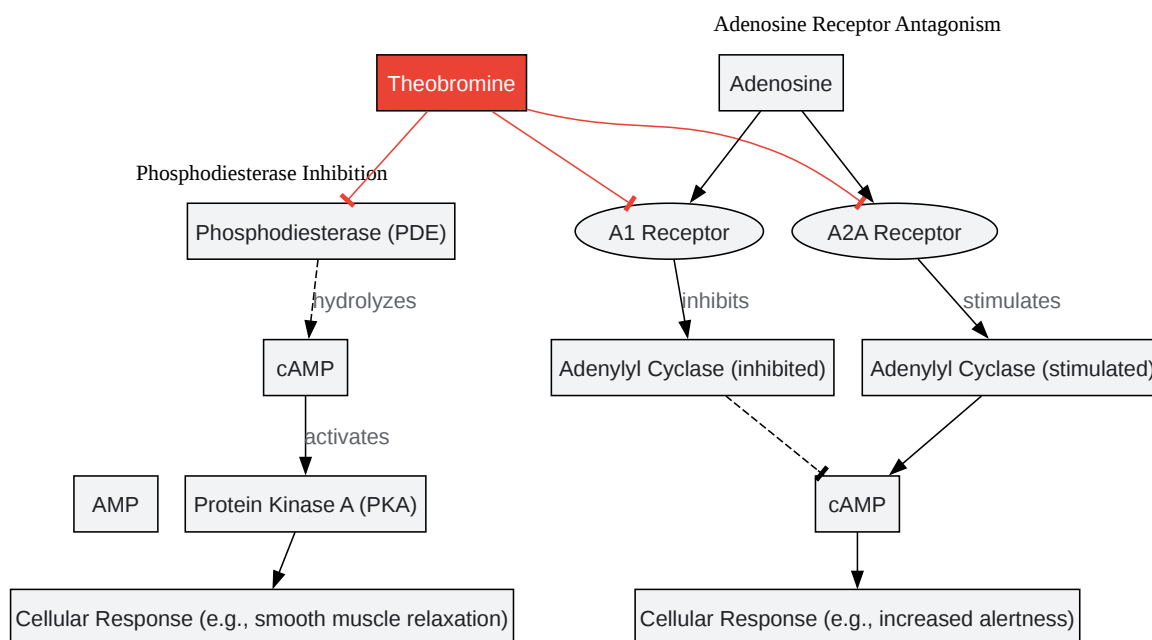 Adenosine Receptor Antagonism
Theobromine
Adenosine
Phosphodiesterase Inhibition
Phosphodiesterase (PDE)
A1 Receptor
A2A Receptor
hydrolyzes
inhibits
stimulates
cAMP
Adenylyl Cyclase (inhibited)
Adenylyl Cyclase (stimulated)
activates
AMP
Protein Kinase A (PKA)
cAMP
Cellular Response (e.g., smooth muscle relaxation)
Cellular Response (e.g., increased alertness)